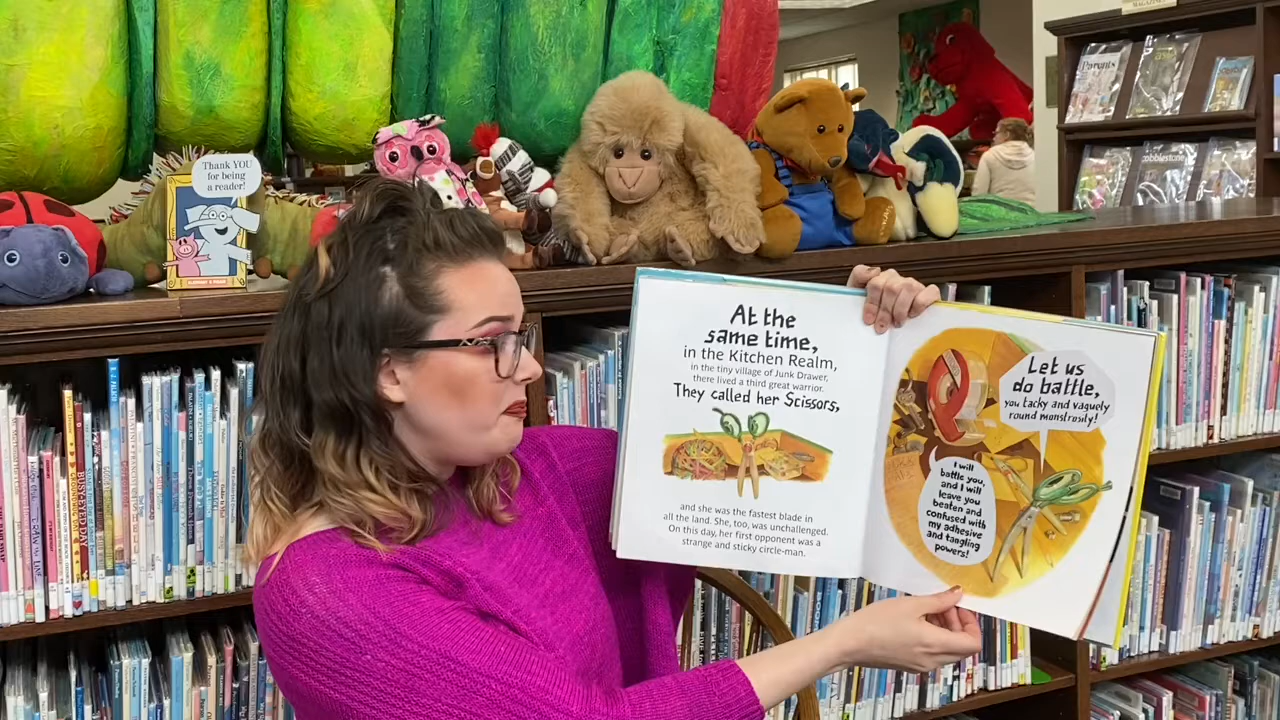 Thank YOU
for being
a reader!
At the
same time,
in the Kitchen Realm,
in the tiny village of Junk Drawer,
there lived a third great warrior.
They called her Scissors,
and she was the fastest blade in
all the land. She, too, was unchallenged.
On this day, her first opponent was a
strange and sticky circle-man.
Let us
do battle,
you tacky and vaguely
round monstrosity!
I will
battle you,
and I will
leave you
beaten and
confused with
my adhesive
and tangling
powers!
Parents
cobblestone